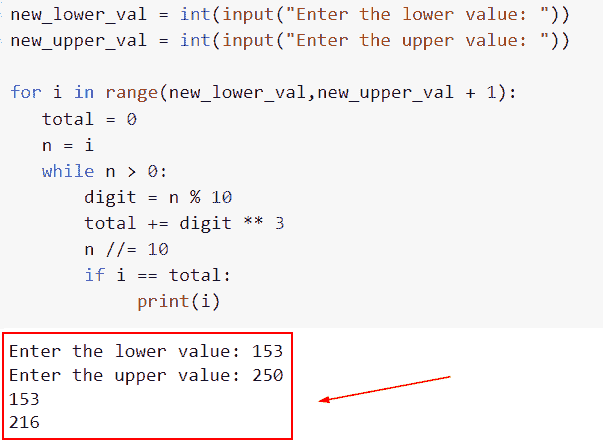 new_lower_val = int(input("Enter the lower value: "))
new_upper_val = int(input("Enter the upper value: "))
for i in range(new_lower_val,new_upper_val + 1):
total = 0
n = i
while n > 0:
digit = n % 10
total += digit ** 3
n //= 10
if i == total:
print(i)
Enter the lower value: 153
Enter the upper value: 250
153
216